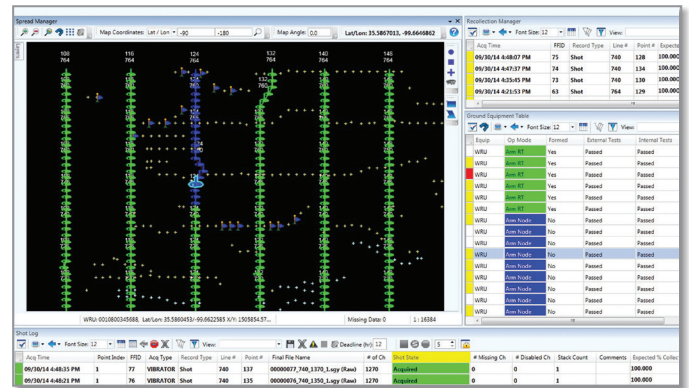 Spread Manager
Map Coordinates: Lat / Lon -90 -180 Map Angle: 0.0 Lat/Lon: 35.5867013, -99.6646862
108 116 124 132 140 148
764 764 764 764 764 764
760
WRU: 0010800345688, Lat/Lon: 35.5860453/-99.6622585 X/Y: 1505854.57... Missing Data: 0 1 : 16384
Recollection Manager
Font Size: 12 View:
Acq Time FFID Record Type Line # Point # Expected
09/30/14 4:48:07 PM 75 Shot 740 128 100.000
09/30/14 4:47:37 PM 74 Shot 740 134 100.000
09/30/14 4:35:45 PM 73 Shot 740 130 100.000
09/30/14 4:21:53 PM 63 Shot 764 129 100.000
Ground Equipment Table
Font Size: 12 View:
Equip Op Mode Formed External Tests Internal Tests
WRU Arm RT Yes Passed Passed
WRU Arm RT Yes Passed Passed
WRU Arm RT Yes Passed Passed
WRU Arm RT Yes Passed Passed
WRU Arm RT Yes Passed Passed
WRU Arm RT Yes Passed Passed
WRU Arm Node No Passed Passed
WRU Arm Node No Passed Passed
WRU Arm Node No Passed Passed
WRU Arm Node No Passed Passed
WRU Arm Node No Passed Passed
WRU Arm Node No Passed Passed
WRU Arm Node No Passed Passed
WRU Arm Node No Passed Passed
Shot Log
Font Size: 12 View: Deadline (hr): 12 5
Acq Time Point Index FFID Acq Type Record Type Line # Point # Final File Name # of Ch Shot State # Missing Ch # Disabled Ch Stack Count Comments Expected % Collec
09/30/14 4:48:35 PM 1 77 VIBRATOR Shot 740 137 00000077_740_1370_1.sgy (Raw) 1270 Acquired 0 0 1 100.000
09/30/14 4:48:21 PM 1 76 VIBRATOR Shot 740 135 00000076_740_1350_1.sgy (Raw) 1270 Acquired 0 0 1 100.000